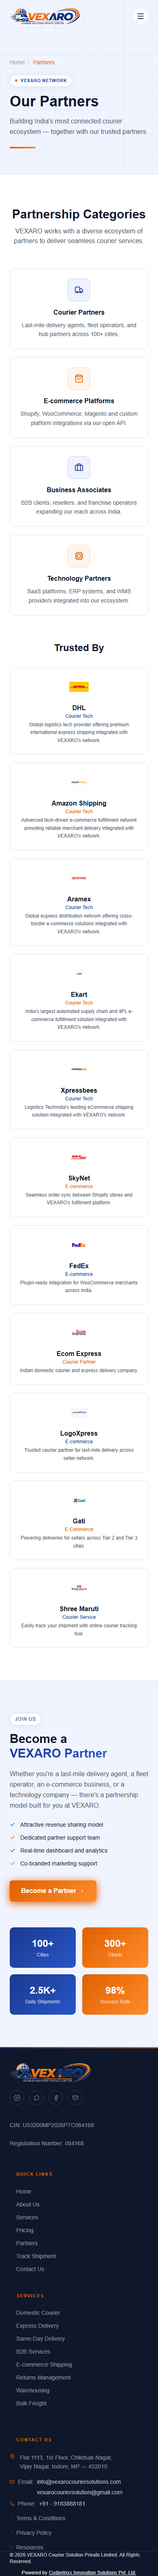 VEXARO
Home / Partners
VEXARO NETWORK
Our Partners
Building India's most connected courier
ecosystem — together with our trusted partners.
Partnership Categories
VEXARO works with a diverse ecosystem of
partners to deliver seamless courier services.
Courier Partners
Last-mile delivery agents, fleet operators, and
hub partners across 100+ cities.
E-commerce Platforms
Shopify, WooCommerce, Magento and custom
platform integrations via our open API.
Business Associates
B2B clients, resellers, and franchise operators
expanding our reach across India.
Technology Partners
SaaS platforms, ERP systems, and WMS
providers integrated into our ecosystem.
Trusted By
DHL
Courier Tech
Global logistics tech provider offering premium
international express shipping integrated with
VEXARO's network.
Amazon Shipping
Courier Tech
Advanced tech-driven e-commerce fulfilment network
providing reliable merchant delivery integrated with
VEXARO's network.
Aramex
Courier Tech
Global express distribution network offering cross-
border e-commerce solutions integrated with
VEXARO's network.
Ekart
Courier Tech
India's largest automated supply chain and 4PL e-
commerce fulfilment solution integrated with
VEXARO's network.
Xpressbees
Courier Tech
Logistics TechIndia's leading eCommerce shipping
solution integrated with VEXARO's network.
SkyNet
E-commerce
Seamless order sync between Shopify stores and
VEXARO's fulfilment platform
FedEx
FedEx
E-commerce
Plugin-ready integration for WooCommerce merchants
across India
Ecom Express
Ecom Express
Courier Partner
Indian domestic courier and express delivery company.
LogoXpress
E-commerce
Trusted courier partner for last-mile delivery across
seller network.
Gati
Gati
E-Commerce
Powering deliveries for sellers across Tier 2 and Tier 3
cities.
Shree Maruti
Courier Service
Easily track your shipment with online courier tracking
tool.
JOIN US
Become a
VEXARO Partner
Whether you're a last-mile delivery agent, a fleet
operator, an e-commerce business, or a
technology company — there's a partnership
model built for you at VEXARO.
Attractive revenue sharing model
Dedicated partner support team
Real-time dashboard and analytics
Co-branded marketing support
Become a Partner
100+
Cities
300+
Clients
2.5K+
Daily Shipments
98%
Success Rate
VEXARO
CIN: U53200MP2026PTC084168
Registration Number: 084168
QUICK LINKS
Home
About Us
Services
Pricing
Partners
Track Shipment
Contact Us
SERVICES
Domestic Courier
Express Delivery
Same-Day Delivery
B2B Services
E-commerce Shipping
Returns Management
Warehousing
Bulk Freight
CONTACT US
Flat 1113, 1st Floor, Chikitsak Nagar,
Vijay Nagar, Indore, MP — 452010
Email: info@vexarocouriersolutions.com
vexarocouriersolution@gmail.com
Phone: +91 - 9183888181
Terms & Conditions
Privacy Policy
Resources
© 2026 VEXARO Courier Solution Private Limited. All Rights
Reserved.
Powered by Codentrixx Innovation Solutions Pvt. Ltd.